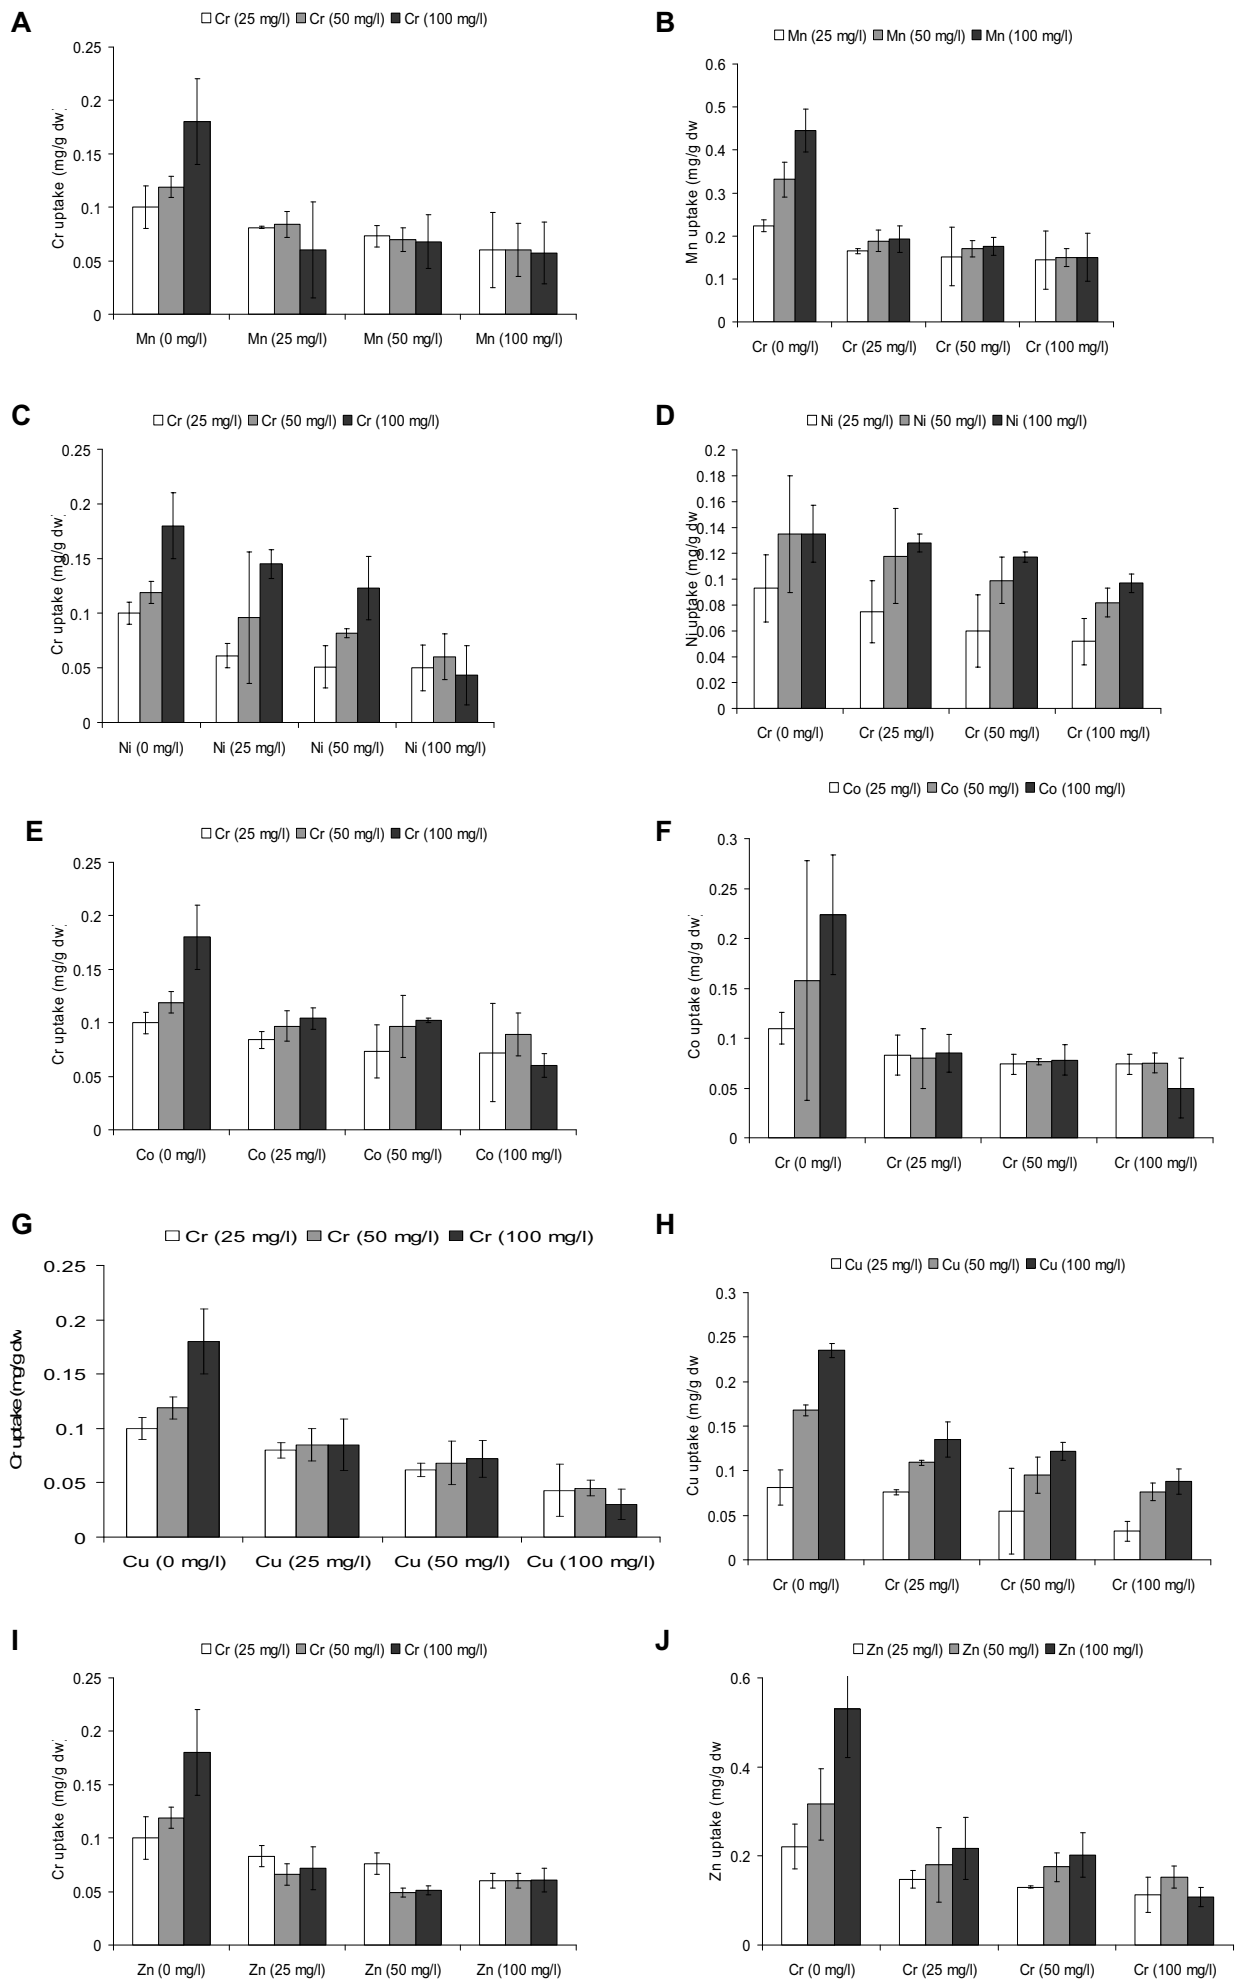 A
□ Cr (25 mg/l) ■ Cr (50 mg/l) ■ Cr (100 mg/l)
Cr uptake (mg/g dw)
0.25
0.2
0.15
0.1
0.05
0
Mn (0 mg/l) Mn (25 mg/l) Mn (50 mg/l) Mn (100 mg/l)
B
□ Mn (25 mg/l) ■ Mn (50 mg/l) ■ Mn (100 mg/l)
Mn uptake (mg/g dw
0.6
0.5
0.4
0.3
0.2
0.1
0
Cr (0 mg/l) Cr (25 mg/l) Cr (50 mg/l) Cr (100 mg/l)
C
□ Cr (25 mg/l) ■ Cr (50 mg/l) ■ Cr (100 mg/l)
Cr uptake (mg/g dw)
0.25
0.2
0.15
0.1
0.05
0
Ni (0 mg/l) Ni (25 mg/l) Ni (50 mg/l) Ni (100 mg/l)
D
□ Ni (25 mg/l) ■ Ni (50 mg/l) ■ Ni (100 mg/l)
Ni uptake (mg/g dw
0.2
0.18
0.16
0.14
0.12
0.1
0.08
0.06
0.04
0.02
0
Cr (0 mg/l) Cr (25 mg/l) Cr (50 mg/l) Cr (100 mg/l)
E
□ Cr (25 mg/l) ■ Cr (50 mg/l) ■ Cr (100 mg/l)
Cr uptake (mg/g dw)
0.25
0.2
0.15
0.1
0.05
0
Co (0 mg/l) Co (25 mg/l) Co (50 mg/l) Co (100 mg/l)
F
□ Co (25 mg/l) ■ Co (50 mg/l) ■ Co (100 mg/l)
Co uptake (mg/g dw)
0.3
0.25
0.2
0.15
0.1
0.05
0
Cr (0 mg/l) Cr (25 mg/l) Cr (50 mg/l) Cr (100 mg/l)
G
□ Cr (25 mg/l) ■ Cr (50 mg/l) ■ Cr (100 mg/l)
Cr uptake (mg/g dw
0.25
0.2
0.15
0.1
0.05
0
Cu (0 mg/l) Cu (25 mg/l) Cu (50 mg/l) Cu (100 mg/l)
H
□ Cu (25 mg/l) ■ Cu (50 mg/l) ■ Cu (100 mg/l)
Cu uptake (mg/g dw
0.3
0.25
0.2
0.15
0.1
0.05
0
Cr (0 mg/l) Cr (25 mg/l) Cr (50 mg/l) Cr (100 mg/l)
I
□ Cr (25 mg/l) ■ Cr (50 mg/l) ■ Cr (100 mg/l)
Cr uptake (mg/g dw)
0.25
0.2
0.15
0.1
0.05
0
Zn (0 mg/l) Zn (25 mg/l) Zn (50 mg/l) Zn (100 mg/l)
J
□ Zn (25 mg/l) ■ Zn (50 mg/l) ■ Zn (100 mg/l)
Zn uptake (mg/g dw
0.6
0.4
0.2
0
Cr (0 mg/l) Cr (25 mg/l) Cr (50 mg/l) Cr (100 mg/l)